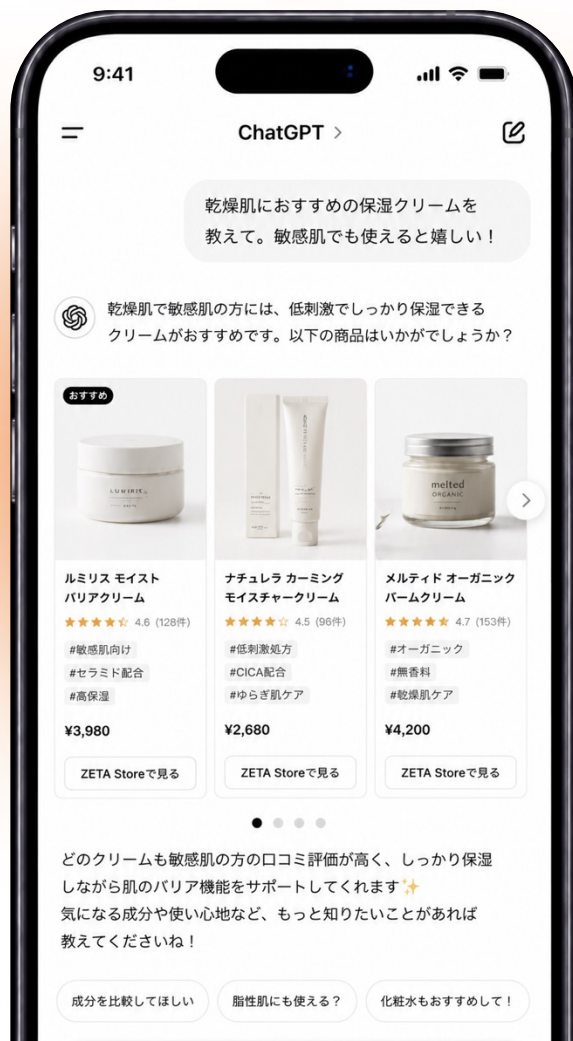 9:41
ChatGPT >
乾燥肌におすすめの保湿クリームを
教えて。敏感肌でも使えると嬉しい！
乾燥肌で敏感肌の方には、低刺激でしっかり保湿できる
クリームがおすすめです。以下の商品はいかがでしょうか？
おすすめ
melted
ORGANIC
ルミリス モイスト
バリアクリーム
4.6 (128件)
#敏感肌向け
#セラミド配合
#高保湿
¥3,980
ZETA Storeで見る
ナチュレラ カーミング
モイスチャークリーム
4.5 (96件)
#低刺激処方
#CICA配合
#ゆらぎ肌ケア
¥2,680
ZETA Storeで見る
メルティド オーガニック
バームクリーム
4.7 (153件)
#オーガニック
#無香料
#乾燥肌ケア
¥4,200
ZETA Storeで見る
どのクリームも敏感肌の方の口コミ評価が高く、しっかり保湿
しながら肌のバリア機能をサポートしてくれます✨
気になる成分や使い心地など、もっと知りたいことがあれば
教えてくださいね！
成分を比較してほしい
脂性肌にも使える？
化粧水もおすすめして！